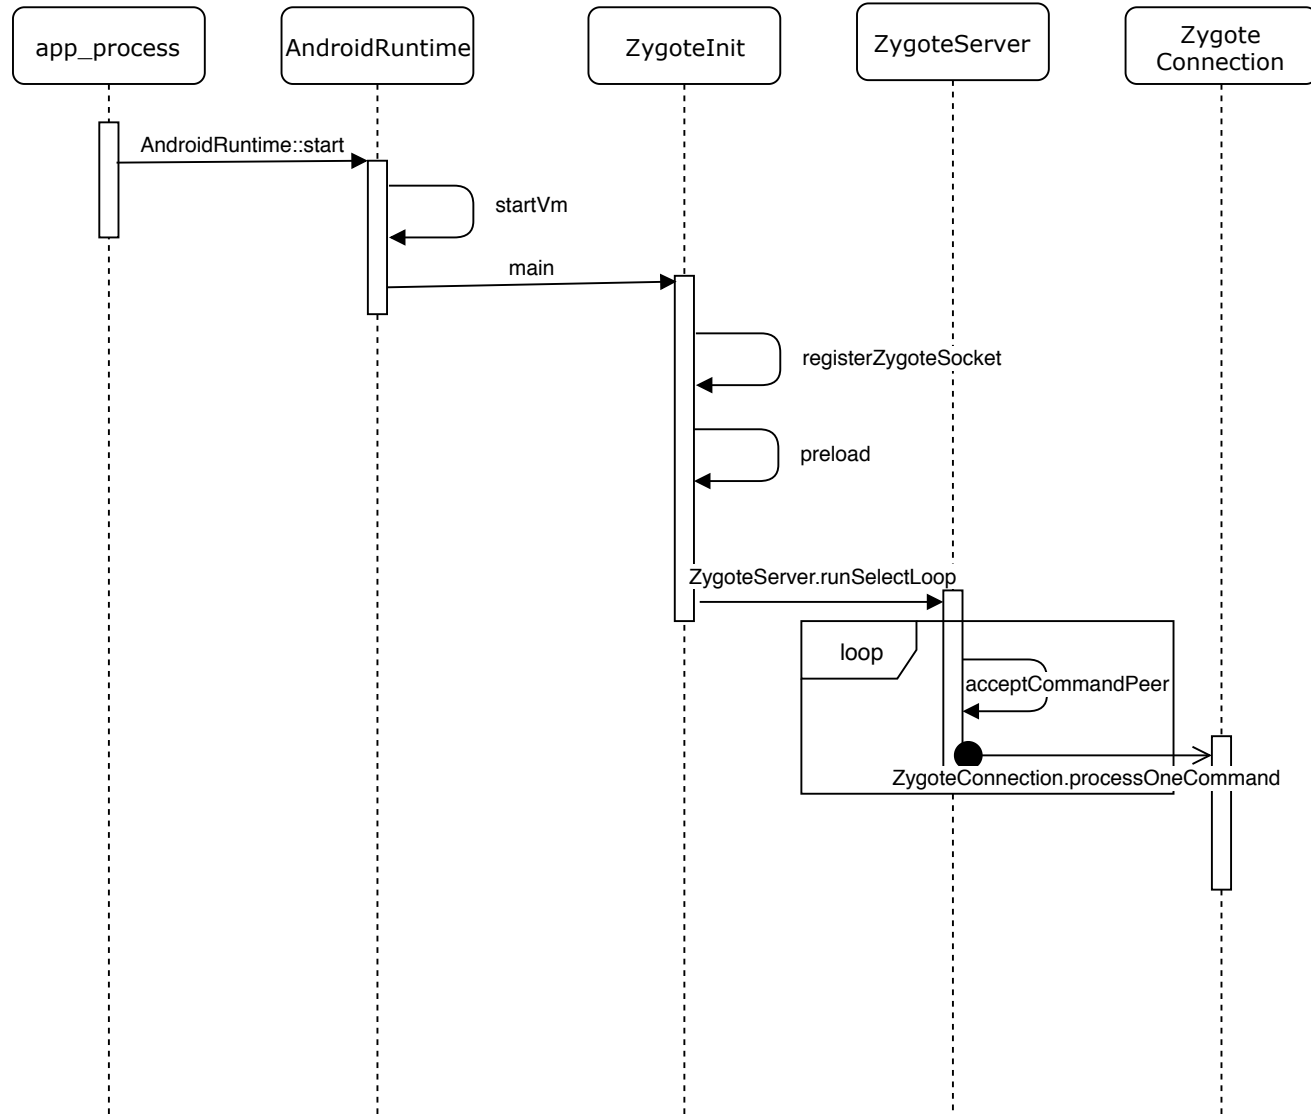 app_process
AndroidRuntime
ZygoteInit
ZygoteServer
Zygote
Connection
AndroidRuntime::start
startVm
main
registerZygoteSocket
preload
ZygoteServer.runSelectLoop
loop
acceptCommandPeer
ZygoteConnection.processOneCommand